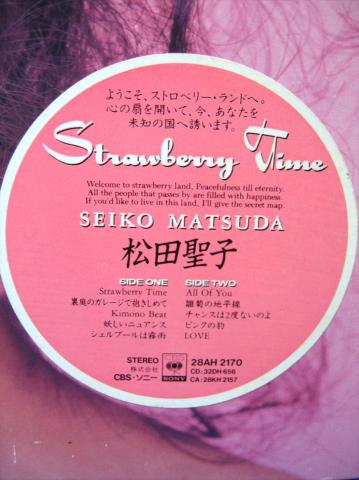 ようこそ、ストロベリー・ランドへ。
心の扇を開いて、今、あなたを
未知の国へ誘います。
Strawberry Time
Welcome to strawberry land, Peacefulness till eternity.
All the people that passes by are filled with happiness.
If you'd like to live in this land, I'll give the secret map.
SEIKO MATSUDA
松田聖子
SIDE ONE
Strawberry Time
裏庭のガレージで抱きしめて
Kimono Beat
妖しいニュアンス
シェルブールは霧雨
SIDE TWO
All Of You
雛菊の地平線
チャンスは2度ないのよ
ピンクの豹
LOVE
STEREO
株式会社
CBS・ソニー
CBS
SONY
28AH 2170
CD: 32DH 656
CA: 28KH 2157